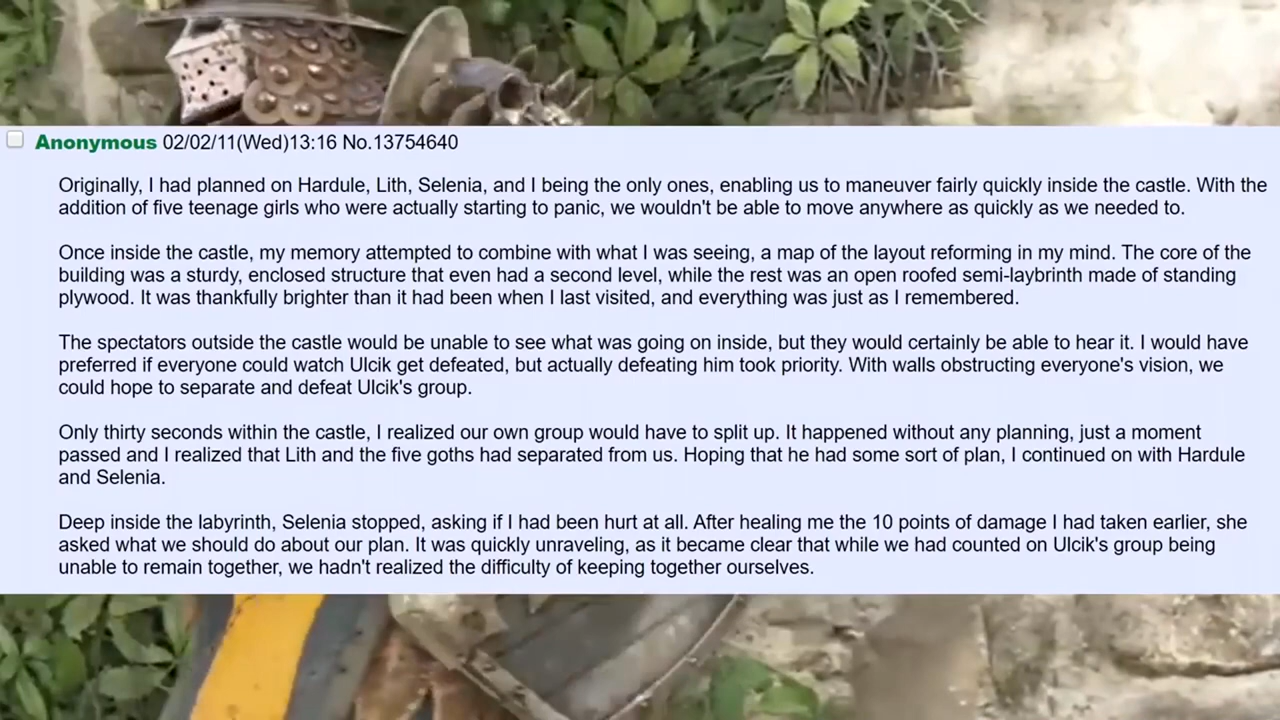 Anonymous 02/02/11(Wed)13:16 No.13754640
Originally, I had planned on Hardule, Lith, Selenia, and I being the only ones, enabling us to maneuver fairly quickly inside the castle. With the
addition of five teenage girls who were actually starting to panic, we wouldn't be able to move anywhere as quickly as we needed to.
Once inside the castle, my memory attempted to combine with what I was seeing, a map of the layout reforming in my mind. The core of the
building was a sturdy, enclosed structure that even had a second level, while the rest was an open roofed semi-laybrinth made of standing
plywood. It was thankfully brighter than it had been when I last visited, and everything was just as I remembered.
The spectators outside the castle would be unable to see what was going on inside, but they would certainly be able to hear it. I would have
preferred if everyone could watch Ulcik get defeated, but actually defeating him took priority. With walls obstructing everyone's vision, we
could hope to separate and defeat Ulcik's group.
Only thirty seconds within the castle, I realized our own group would have to split up. It happened without any planning, just a moment
passed and I realized that Lith and the five goths had separated from us. Hoping that he had some sort of plan, I continued on with Hardule
and Selenia.
Deep inside the labyrinth, Selenia stopped, asking if I had been hurt at all. After healing me the 10 points of damage I had taken earlier, she
asked what we should do about our plan. It was quickly unraveling, as it became clear that while we had counted on Ulcik's group being
unable to remain together, we hadn't realized the difficulty of keeping together ourselves.